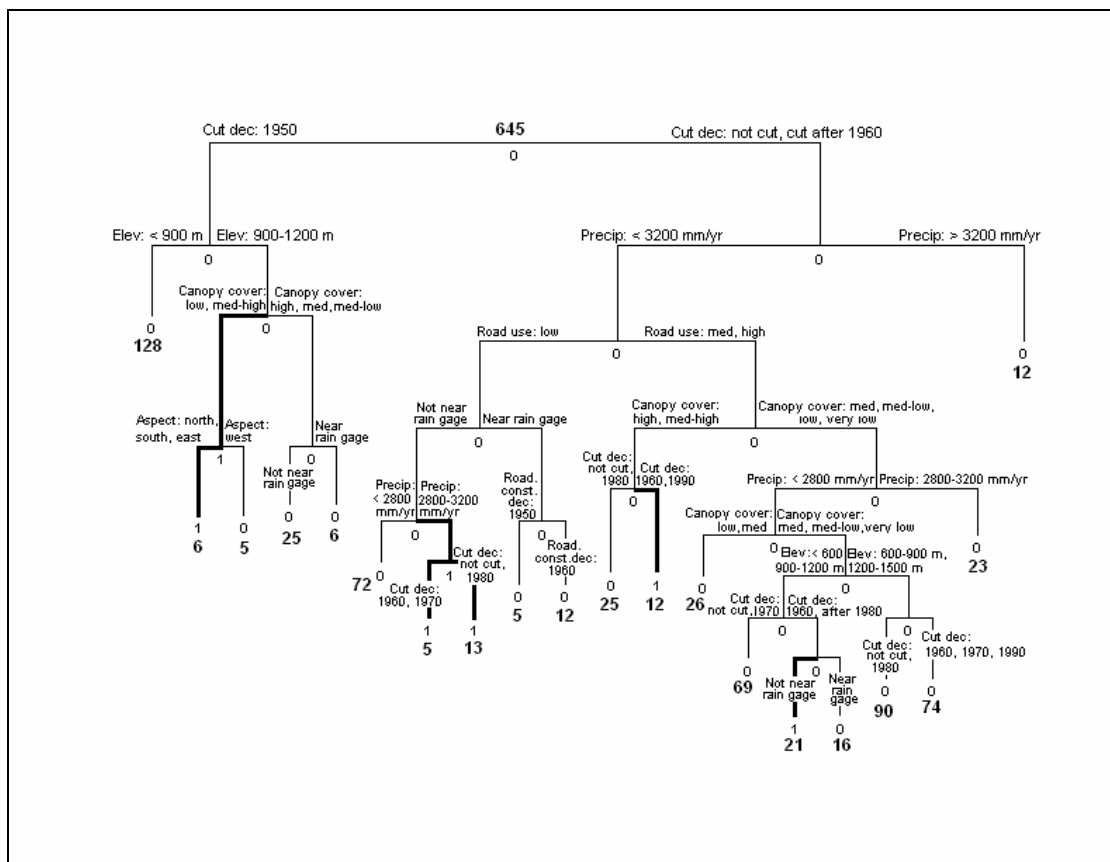 Cut dec: 1950
645
Cut dec: not cut, cut after 1960
0
Elev: < 900 m
Elev: 900-1200 m
0
Precip: < 3200 mm/yr
Precip: > 3200 mm/yr
0
0
128
Canopy cover:
low, med-high
Canopy cover:
high, med, med-low
0
Road use: low
Road use: med, high
0
0
12
Aspect: north,
south, east
Aspect:
west
1
Near
rain gage
0
Not near
rain gage
1
6
0
5
0
25
0
6
Not near
rain gage
Near rain gage
0
Canopy cover:
high, med-high
Canopy cover: med, med-low,
low, very low
0
Precip:
< 2800
mm/yr
Precip:
2800-3200
mm/yr
0
Road.
const.
dec:
1950
0
Road.
const.dec:
1960
Cut dec:
not cut,
1980
Cut dec:
1960,1990
0
Precip: < 2800 mm/yr
Precip: 2800-3200 mm/yr
0
0
72
Cut dec:
1960, 1970
1
Cut dec:
not cut,
1980
1
5
1
13
0
5
0
12
0
25
1
12
Canopy cover:
low,med
Canopy cover:
med, med-low,very low
0
0
23
0
26
Elev:< 600
900-1200 m
Elev: 600-900 m,
1200-1500 m
0
Cut dec:
not cut,1970
Cut dec:
1960, after 1980
0
0
69
Not near
rain gage
0
Near
rain
gage
Cut dec:
not cut,
1980
0
Cut dec:
1960, 1970, 1990
0
90
0
74
1
21
0
16